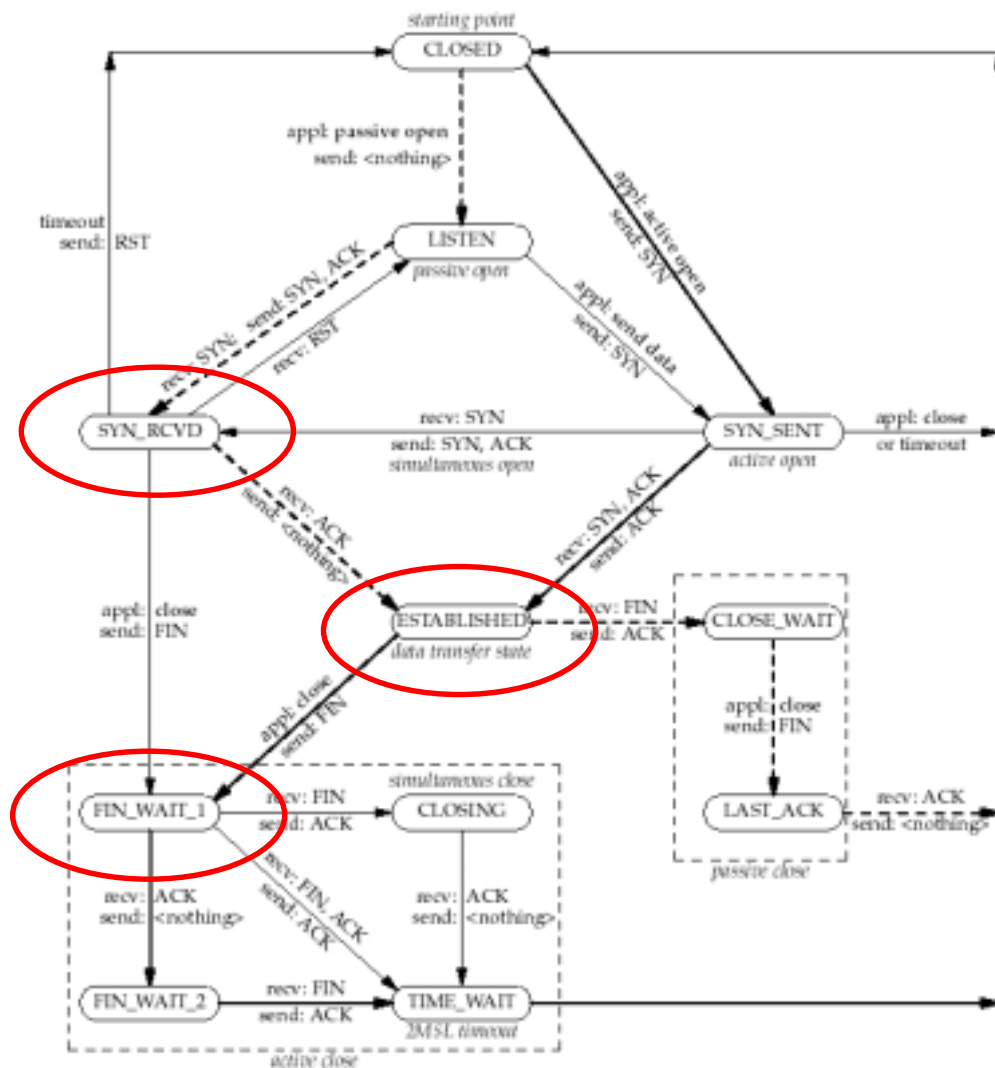 starting point
CLOSED
appl: passive open
send: <nothing>
appl: active open
send: SYN
timeout
send: RST
LISTEN
passive open
recv: SYN; send: SYN, ACK
recv: RST
appl: send data
send: SYN
SYN_RCVD
recv: SYN
send: SYN, ACK
simultaneous open
SYN_SENT
active open
appl: close
or timeout
recv: ACK
send: <nothing>
recv: SYN, ACK
send: ACK
appl: close
send: FIN
ESTABLISHED
data transfer state
recv: FIN
send: ACK
CLOSE_WAIT
appl: close
send: FIN
appl: close
send: FIN
simultaneous close
FIN_WAIT_1
recv: FIN
send: ACK
CLOSING
LAST_ACK
recv: ACK
send: <nothing>
passive close
recv: ACK
send: <nothing>
recv: FIN, ACK
send: ACK
recv: ACK
send: <nothing>
FIN_WAIT_2
recv: FIN
send: ACK
TIME_WAIT
2MSL timeout
active close